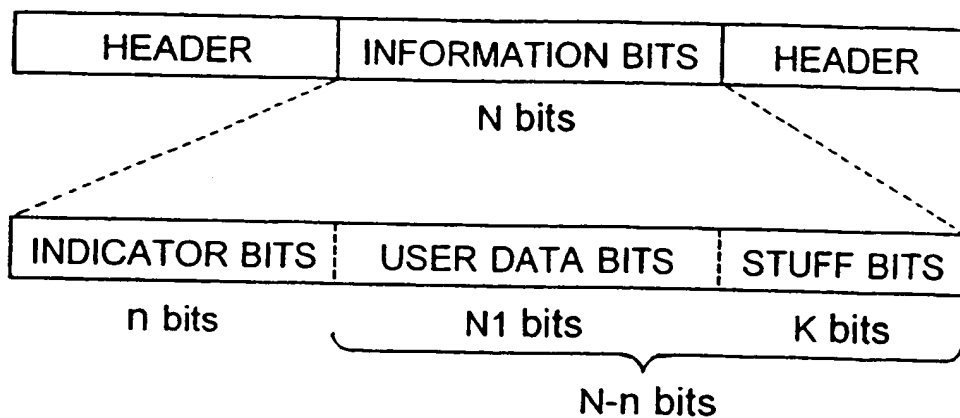 HEADER INFORMATION BITS HEADER
N bits
INDICATOR BITS USER DATA BITS STUFF BITS
n bits N1 bits K bits
N-n bits